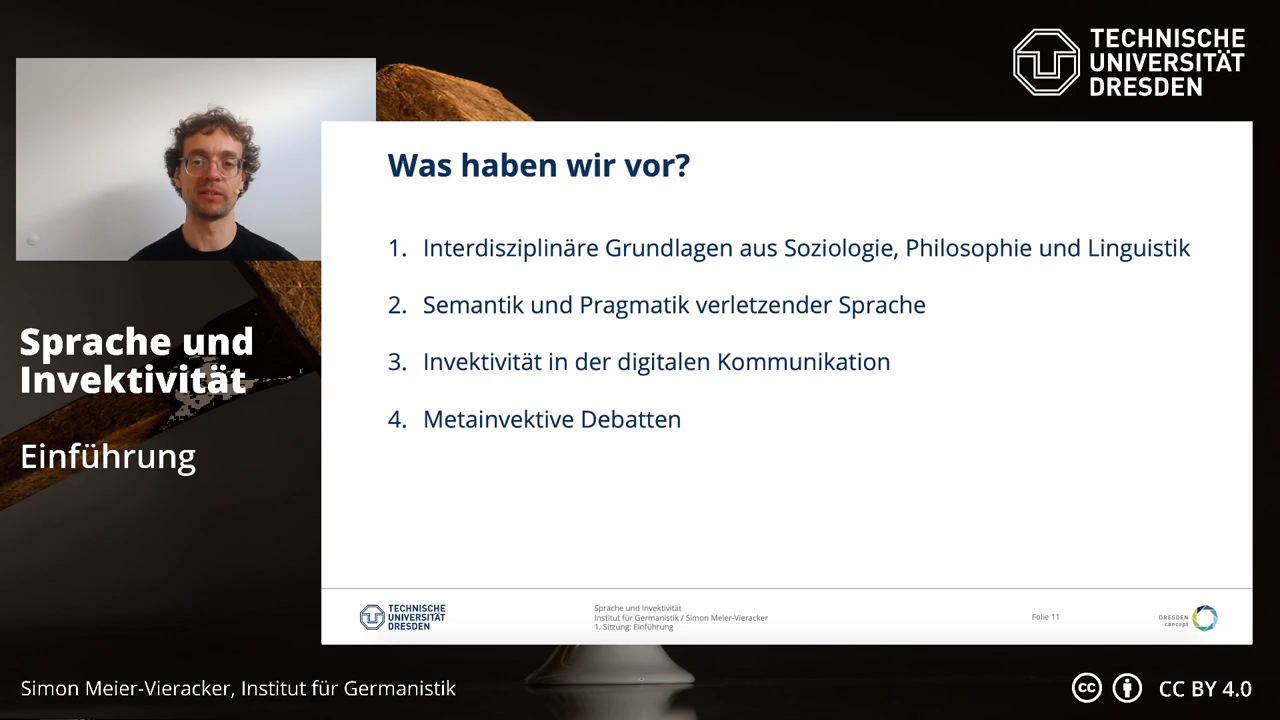 TECHNISCHE
UNIVERSITÄT
DRESDEN
Was haben wir vor?
1. Interdisziplinäre Grundlagen aus Soziologie, Philosophie und Linguistik
2. Semantik und Pragmatik verletzender Sprache
3. Invektivität in der digitalen Kommunikation
4. Metainvektive Debatten
Sprache und
Invektivität
Einführung
TECHNISCHE
UNIVERSITÄT
DRESDEN
Sprache und Invektivität
Institut für Germanistik / Simon Meier-Vieracker
1. Sitzung: Einführung
Folie 11
DRESDEN
concept
Simon Meier-Vieracker, Institut für Germanistik
cc
CC BY 4.0